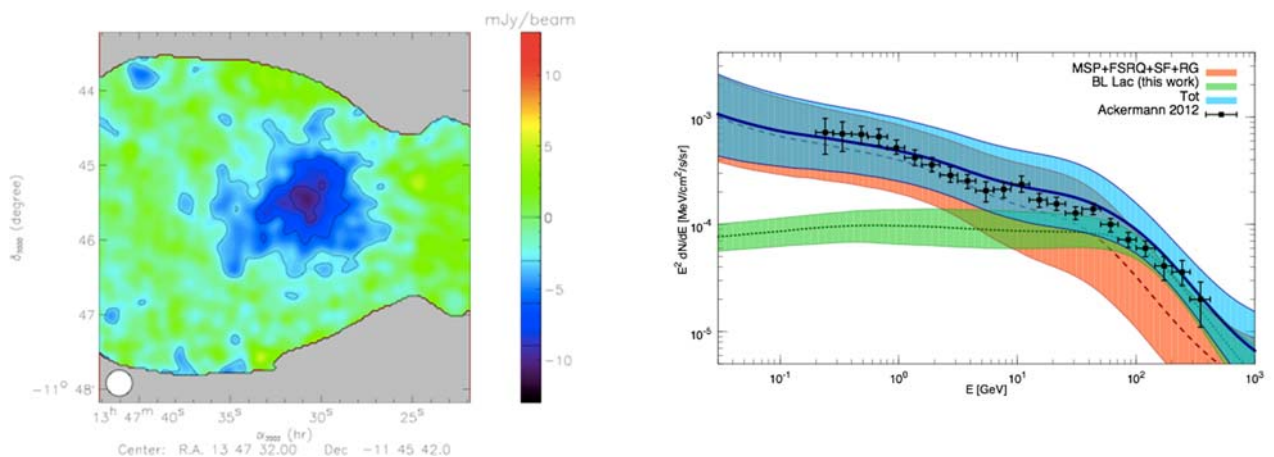 mJy/beam
10
5
0
−5
−10
44
45
46
47
−11° 48'
δ2000 (degree)
13ʰ 47ᵐ 40ˢ 35ˢ 30ˢ 25ˢ
α2000 (hr)
Center: R.A. 13 47 32.00 Dec −11 45 42.0
MSP+FSRQ+SF+RG
BL Lac (this work)
Tot
Ackermann 2012
10⁻³
10⁻⁴
10⁻⁵
E² dN/dE [MeV/cm²/s/sr]
10⁻¹ 10⁰ 10¹ 10² 10³
E [GeV]